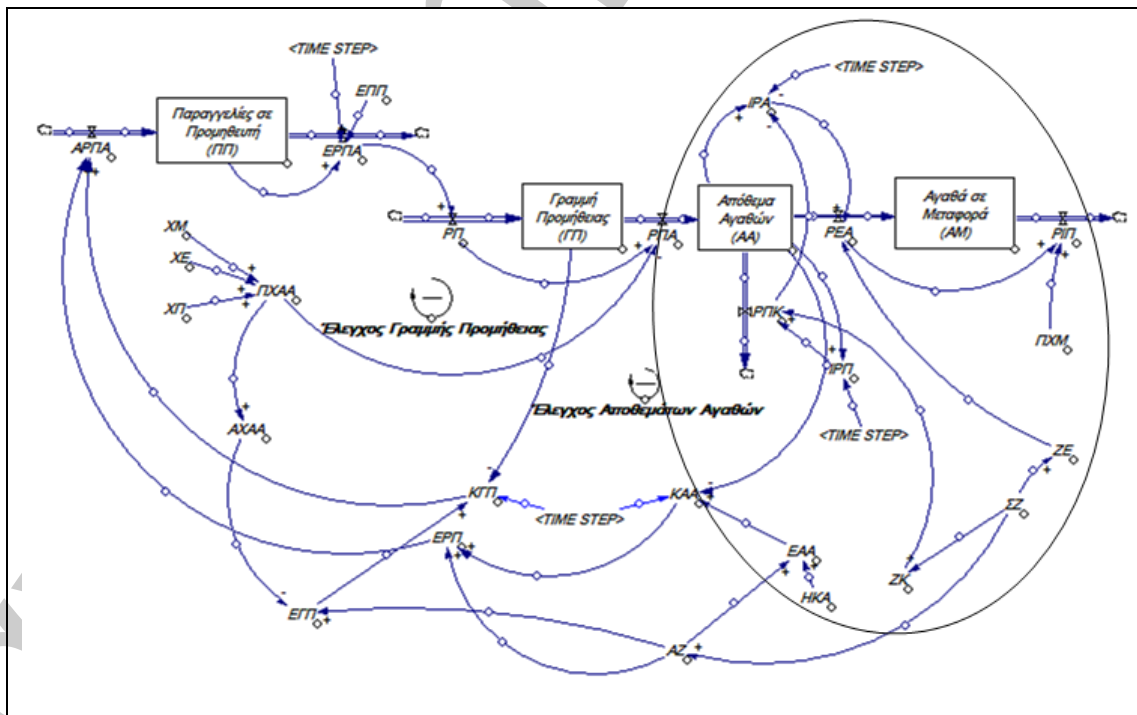 <TIME STEP>
<TIME STEP>
ΕΠΠ
ΙΡΑ
Παραγγελίες σε
Προμηθευτή
(ΠΠ)
ΑΡΠΑ
ΕΡΠΑ
Γραμμή
Προμήθειας
(ΓΠ)
Απόθεμα
Αγαθών
(ΑΑ)
Αγαθά σε
Μεταφορά
(ΑΜ)
ΧΜ
ΡΠ
ΡΠΑ
ΡΕΑ
ΡΙΠ
ΧΕ
ΠΧΑΑ
ΧΠ
Έλεγχος Γραμμής Προμήθειας
ΡΠΚ
ΠΧΜ
ΙΡΠ
Έλεγχος Αποθεμάτων Αγαθών
<TIME STEP>
ΑΧΑΑ
ΖΕ
ΚΓΠ
ΚΑΑ
<TIME STEP>
ΣΖ
ΕΡΠ
ΕΑΑ
ΖΚ
ΗΚΑ
ΕΓΠ
ΑΖ